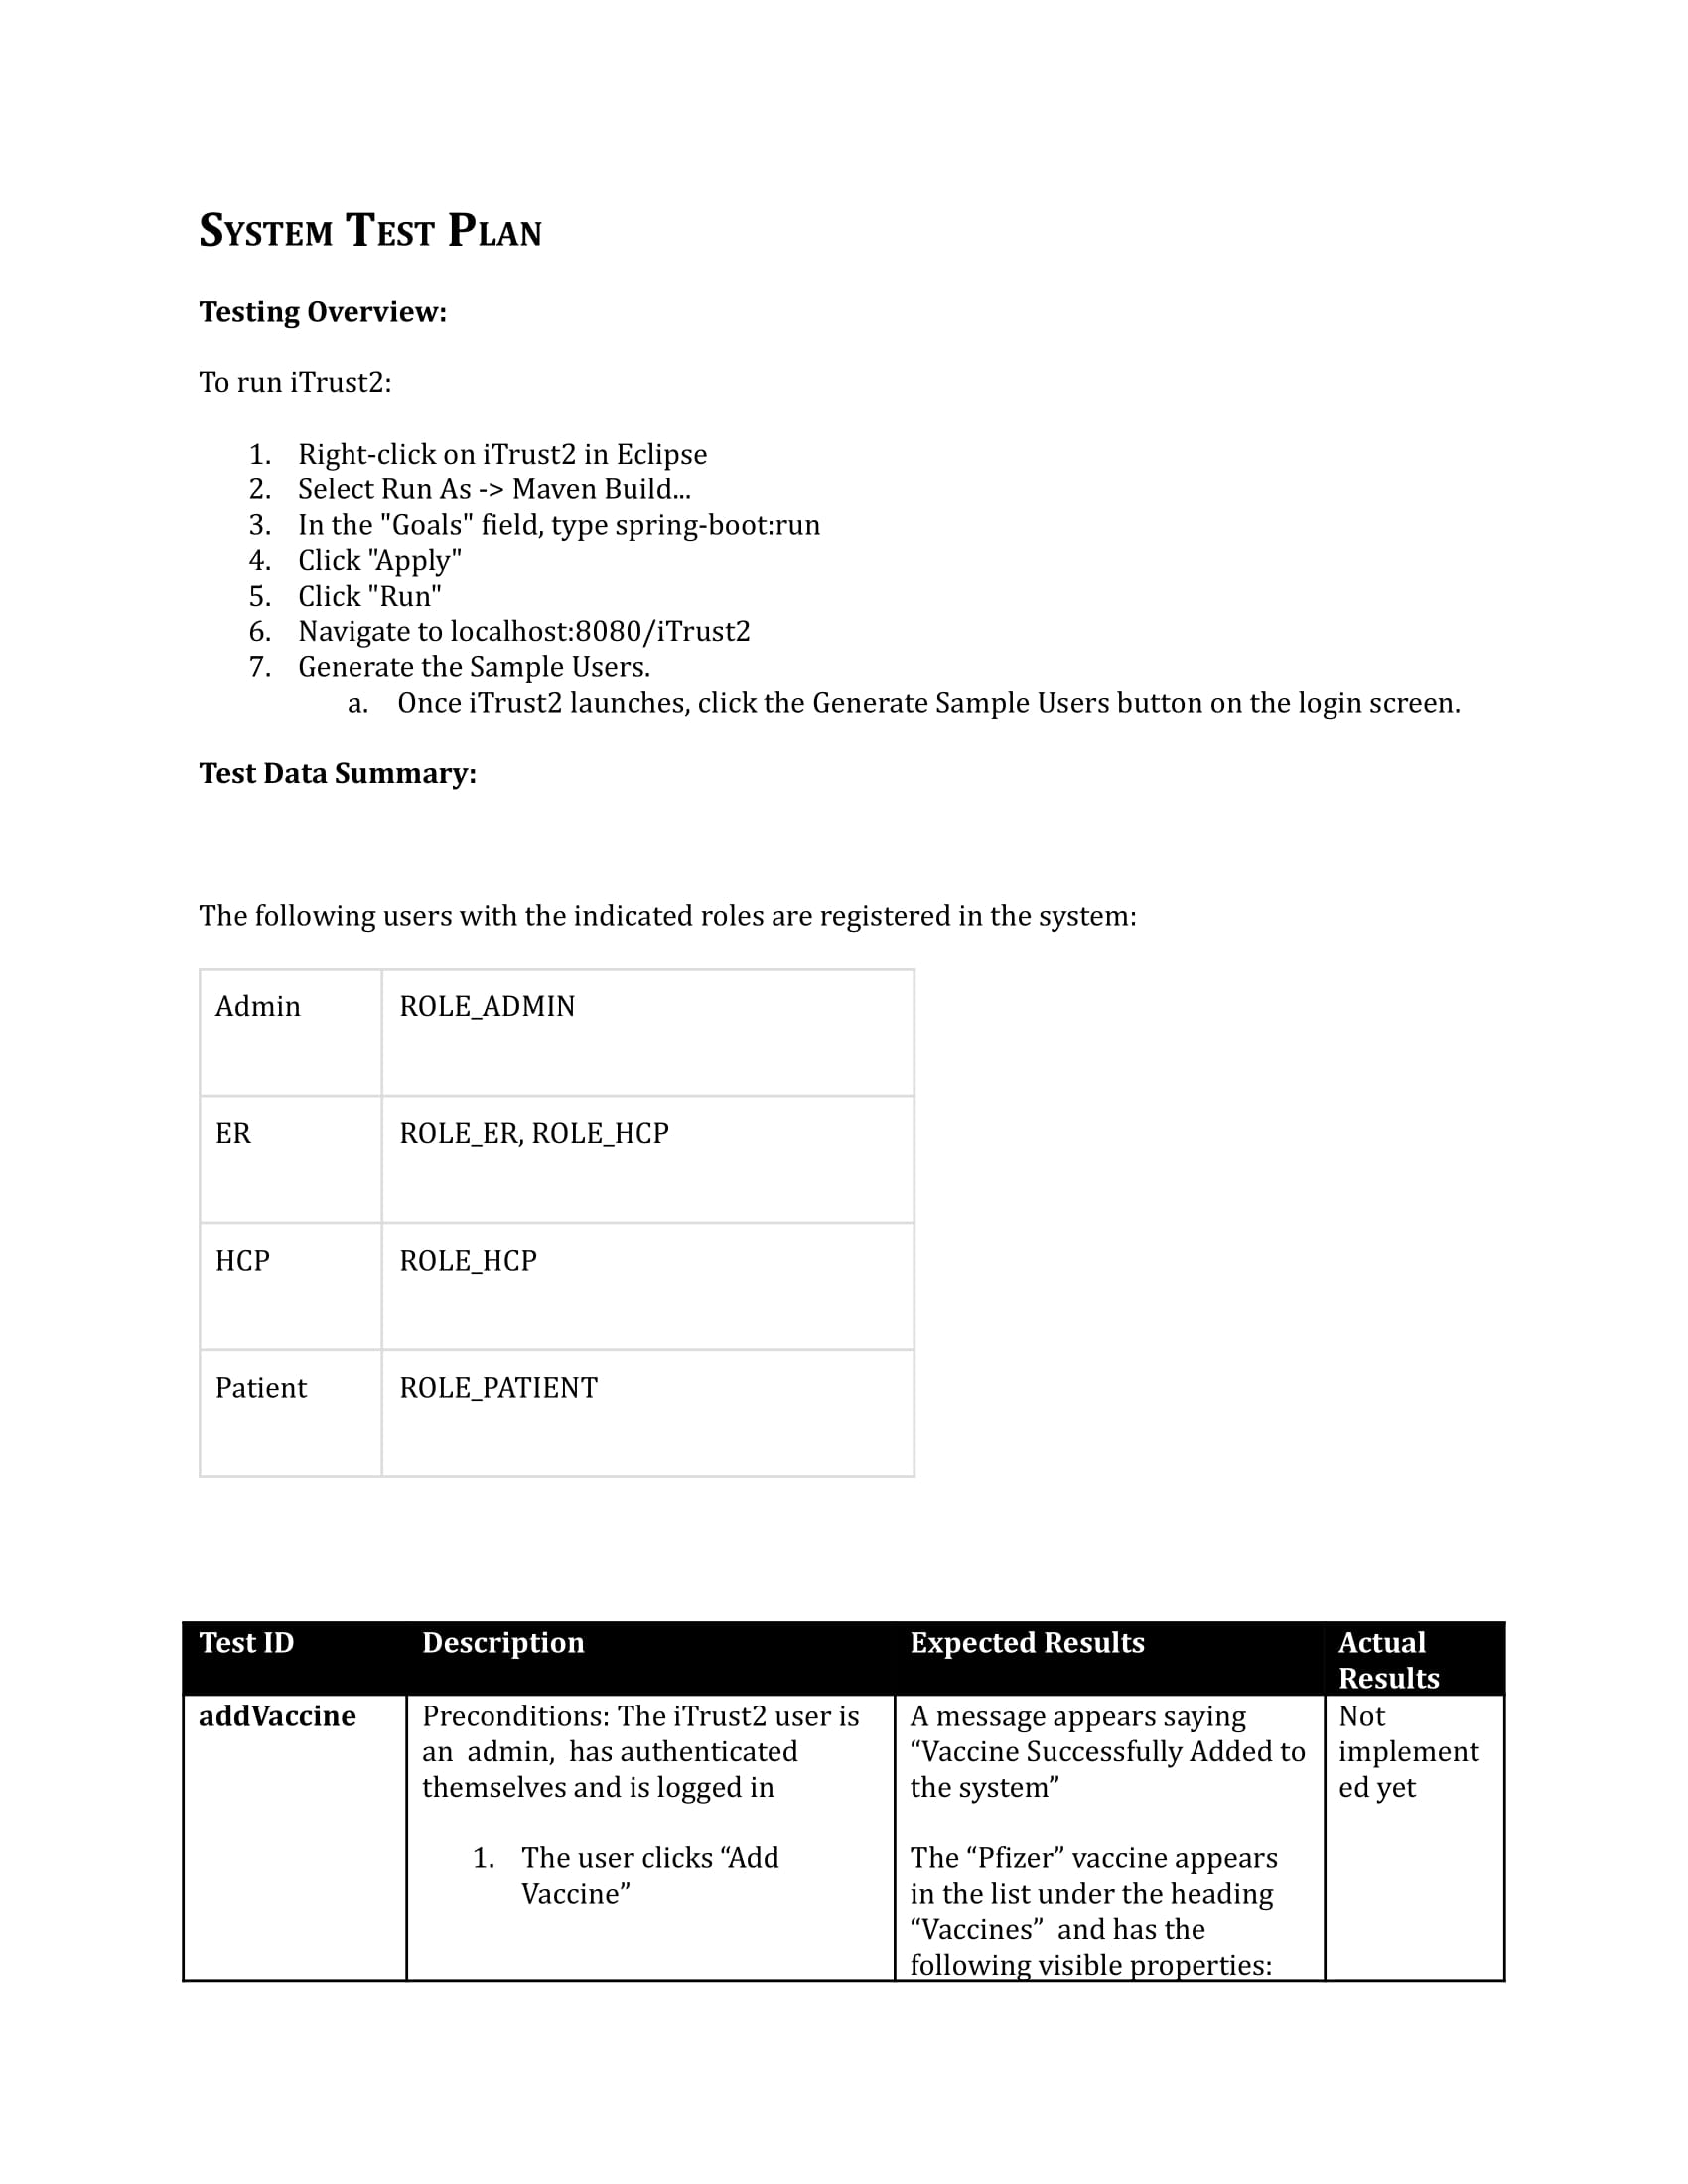 SYSTEM TEST PLAN
Testing Overview:
To run iTrust2:
1. Right-click on iTrust2 in Eclipse
2. Select Run As -> Maven Build...
3. In the "Goals" field, type spring-boot:run
4. Click "Apply"
5. Click "Run"
6. Navigate to localhost:8080/iTrust2
7. Generate the Sample Users.
a. Once iTrust2 launches, click the Generate Sample Users button on the login screen.
Test Data Summary:
The following users with the indicated roles are registered in the system:
Admin ROLE_ADMIN
ER ROLE_ER, ROLE_HCP
HCP ROLE_HCP
Patient ROLE_PATIENT
Test ID Description Expected Results Actual
Results
addVaccine
Preconditions: The iTrust2 user is
an  admin,  has authenticated
themselves and is logged in
1. The user clicks “Add
Vaccine”
A message appears saying
“Vaccine Successfully Added to
the system”
The “Pfizer” vaccine appears
in the list under the heading
“Vaccines”  and has the
following visible properties:
Not
implement
ed yet